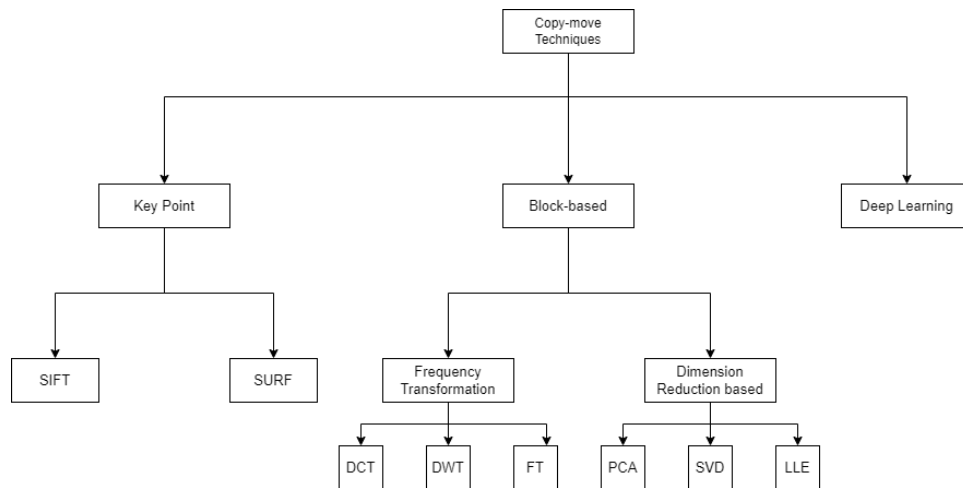 Copy-move
Techniques
Key Point
Block-based
Deep Learning
SIFT
SURF
Frequency
Transformation
Dimension
Reduction based
DCT
DWT
FT
PCA
SVD
LLE